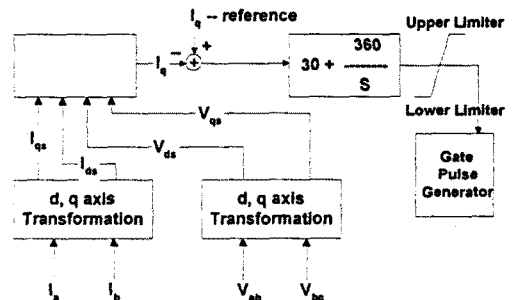 I_q – reference
+
–
+
I_q
30 + 360
S
Upper Limiter
Lower Limiter
Gate
Pulse
Generator
V_qs
I_qs
V_ds
I_ds
d, q axis
Transformation
d, q axis
Transformation
I_a
I_b
V_ab
V_bc